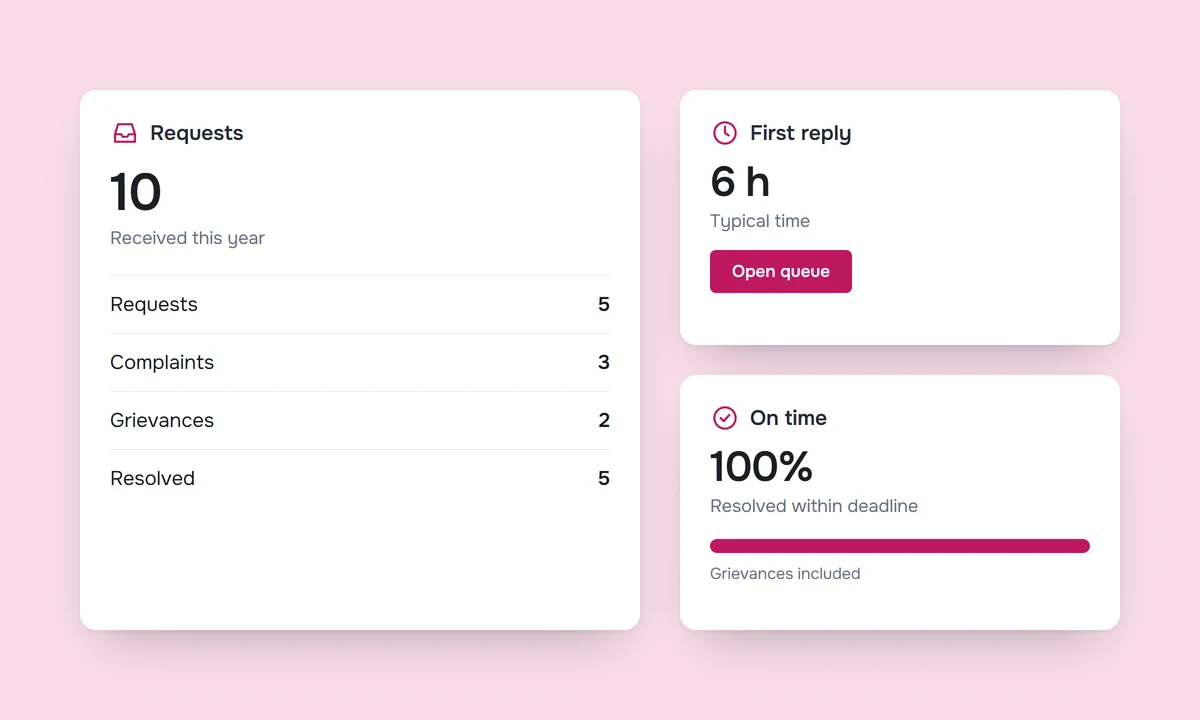 Requests
10
Received this year
Requests 5
Complaints 3
Grievances 2
Resolved 5
First reply
6 h
Typical time
Open queue
On time
100%
Resolved within deadline
Grievances included